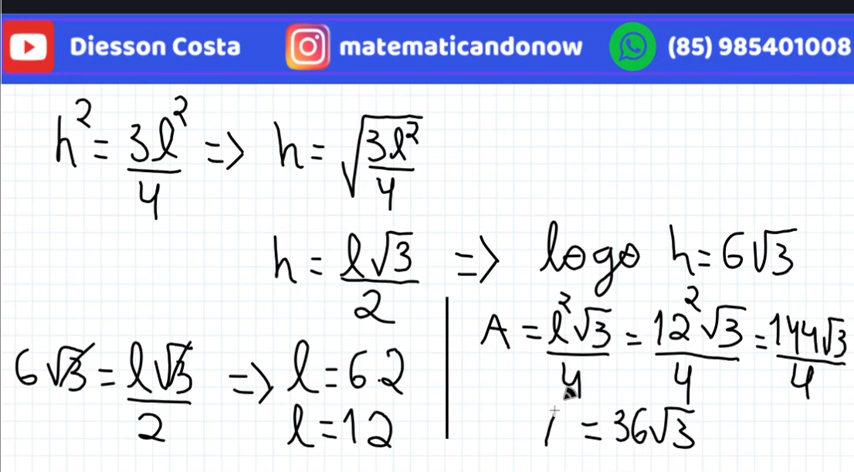 Diesson Costa matematicandonow (85) 985401008
h² = 3l²/4 => h = √(3l²/4)
h = l√3/2 => logo h = 6√3
6√3 = l√3/2 => l = 6.2
l = 12
A = l²√3/4 = 12²√3/4 = 144√3/4
= 36√3